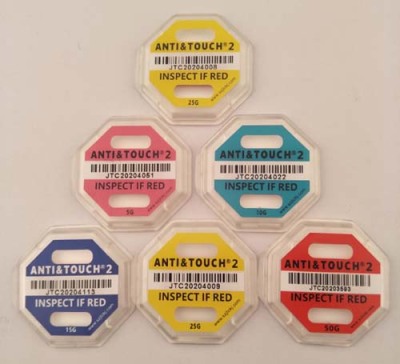 ANTI&TOUCH® 2
JTC20204008
INSPECT IF RED
25G
ANTI&TOUCH® 2
JTC20204051
INSPECT IF RED
5G
ANTI&TOUCH® 2
JTC20204022
INSPECT IF RED
10G
ANTI&TOUCH® 2
JTC20204113
INSPECT IF RED
15G
ANTI&TOUCH® 2
JTC20204009
INSPECT IF RED
25G
ANTI&TOUCH® 2
JTC20203593
INSPECT IF RED
50G